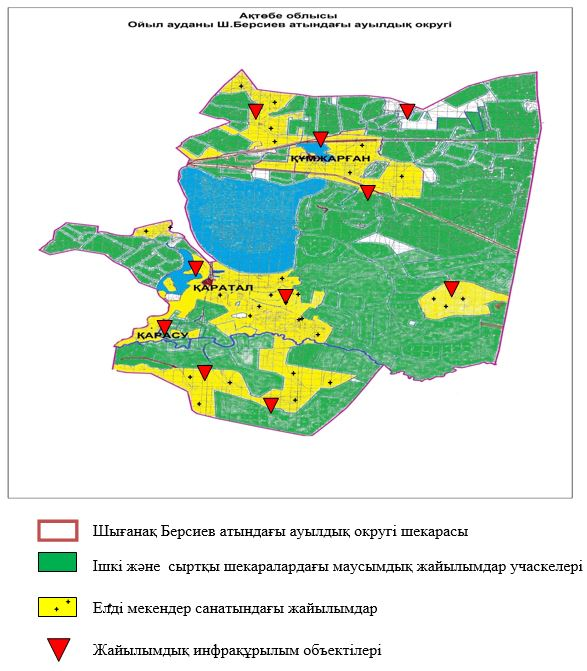 Ақтөбе облысы
Ойыл ауданы Ш.Берсиев атындағы ауылдық округі
ҚҰМЖАРҒАН
ҚАРАТАЛ
ҚАРАСУ
Шығанақ Берсиев атындағы ауылдық округі шекарасы
Ішкі және сыртқы шекаралардағы маусымдық жайылымдар учаскелері
Елді мекендер санатындағы жайылымдар
Жайылымдық инфрақұрылым объектілері